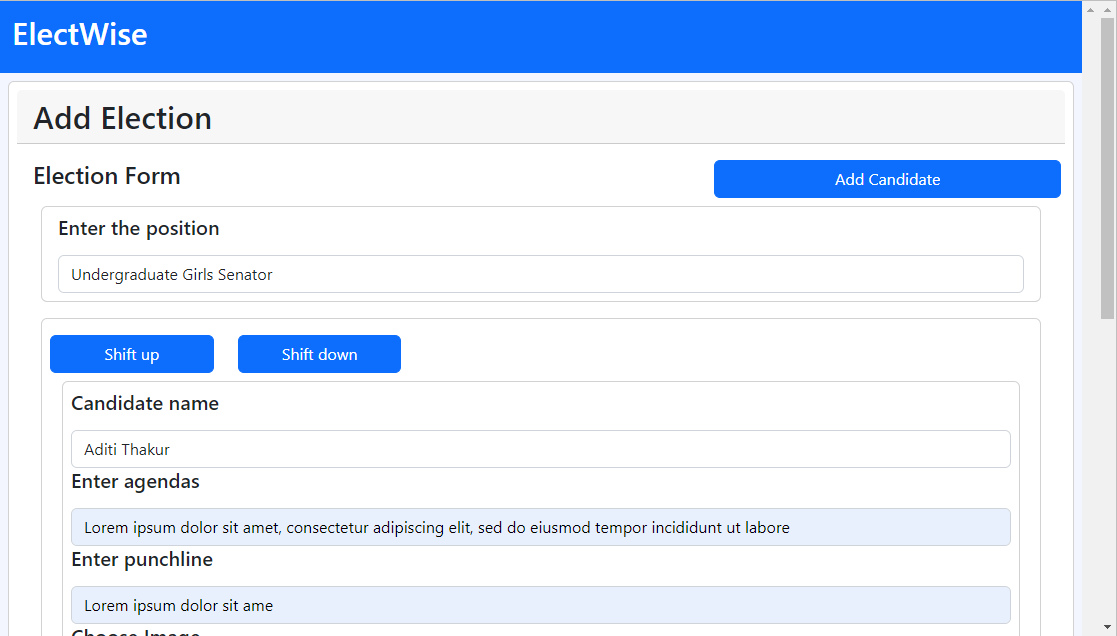 ElectWise
Add Election
Election Form
Add Candidate
Enter the position
Undergraduate Girls Senator
Shift up
Shift down
Candidate name
Aditi Thakur
Enter agendas
Lorem ipsum dolor sit amet, consectetur adipiscing elit, sed do eiusmod tempor incididunt ut labore
Enter punchline
Lorem ipsum dolor sit ame
Choose Image